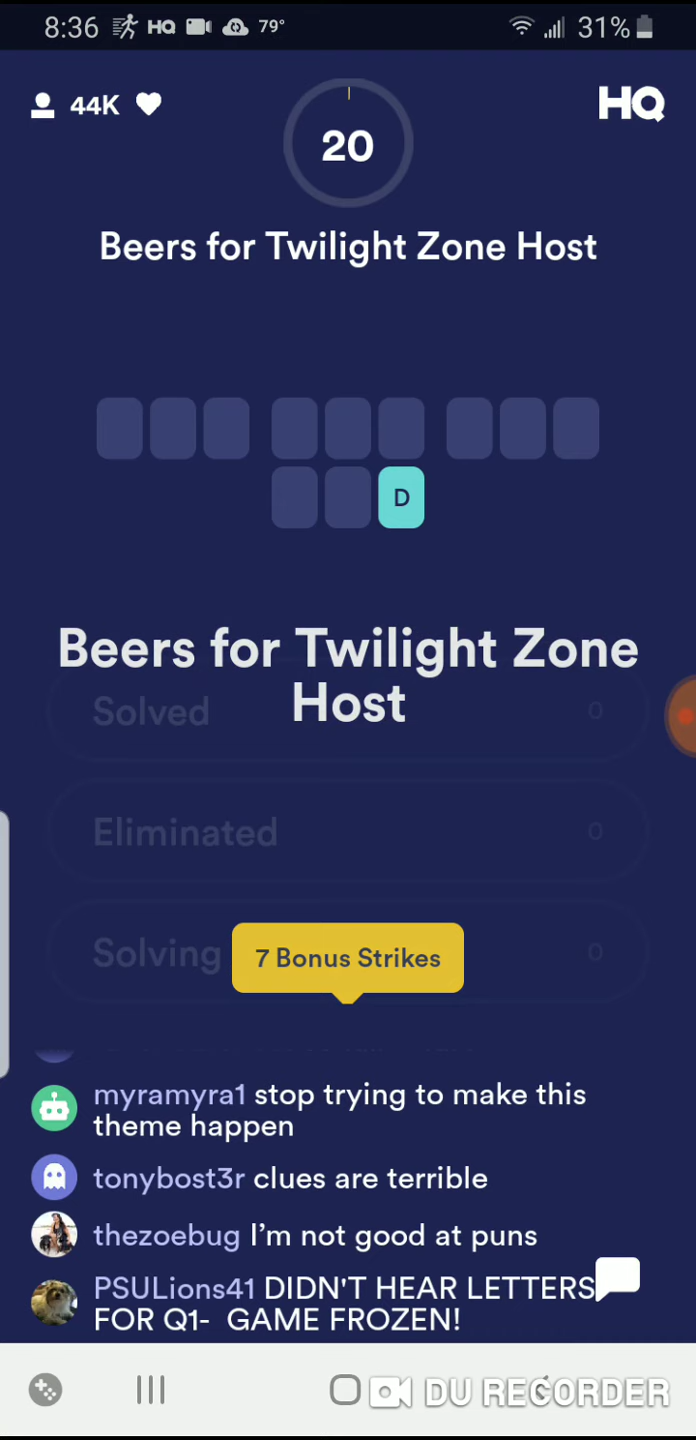 8:36 HQ 79° 31%
44K 20 HQ
Beers for Twilight Zone Host
D
Beers for Twilight Zone
Host
Solved 0
Eliminated 0
Solving 0
7 Bonus Strikes
myramyra1 stop trying to make this
theme happen
tonybost3r clues are terrible
thezoebug I'm not good at puns
PSULions41 DIDN'T HEAR LETTERS
FOR Q1- GAME FROZEN!
DU RECORDER